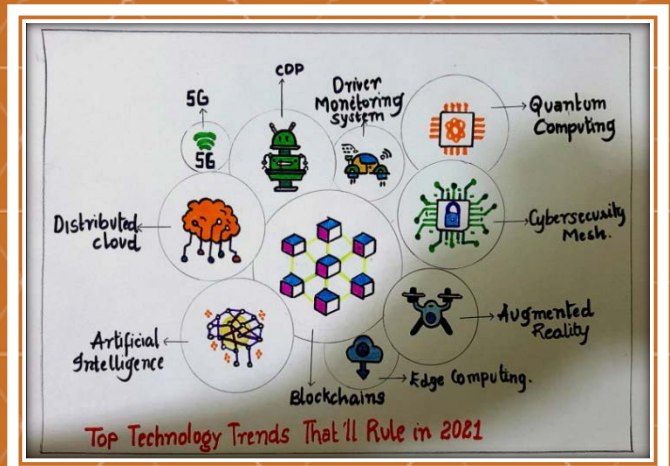 CDP
5G
5G
Driver
Monitoring
System
Quantum
Computing
Distributed
cloud
Cybersecurity
Mesh.
Augmented
Reality
Artificial
Intelligence
Edge Computing.
Blockchains
Top Technology Trends That'll Rule in 2021